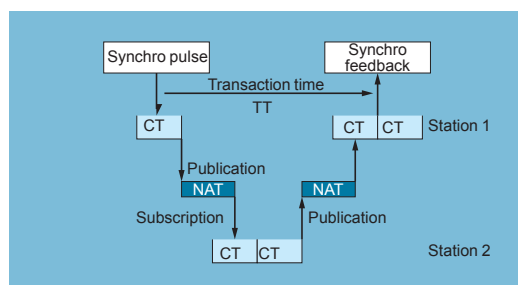 Synchro pulse
Synchro
feedback
Transaction time
TT
CT
CT
CT
Station 1
Publication
NAT
NAT
Subscription
Publication
CT
CT
Station 2